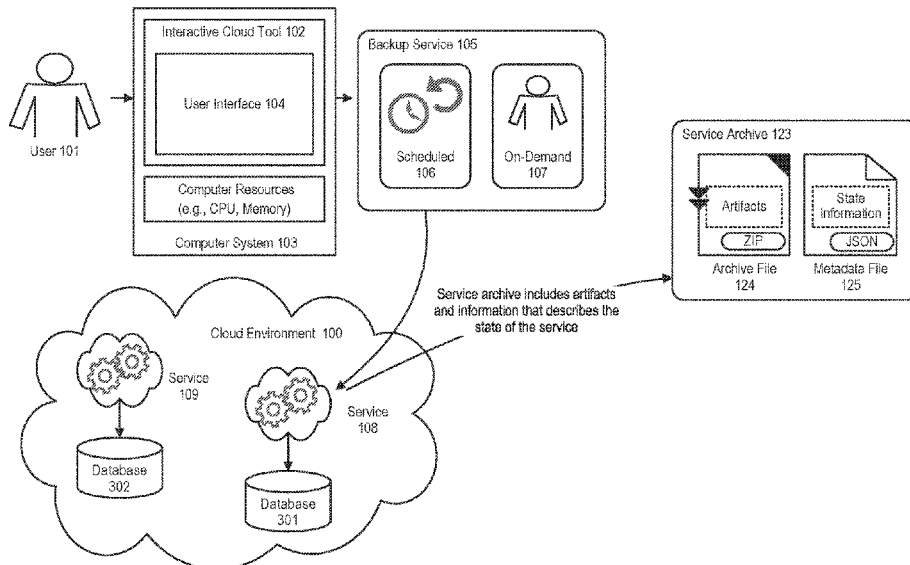 Interactive Cloud Tool 102
User Interface 104
Computer Resources
(e.g., CPU, Memory)
Computer System 103
User 101
Backup Service 105
Scheduled
106
On-Demand
107
Service Archive 123
Artifacts
ZIP
Archive File
124
State
Information
JSON
Metadata File
125
Service archive includes artifacts
and information that describes the
state of the service
Cloud Environment 100
Service
109
Database
302
Service
108
Database
301